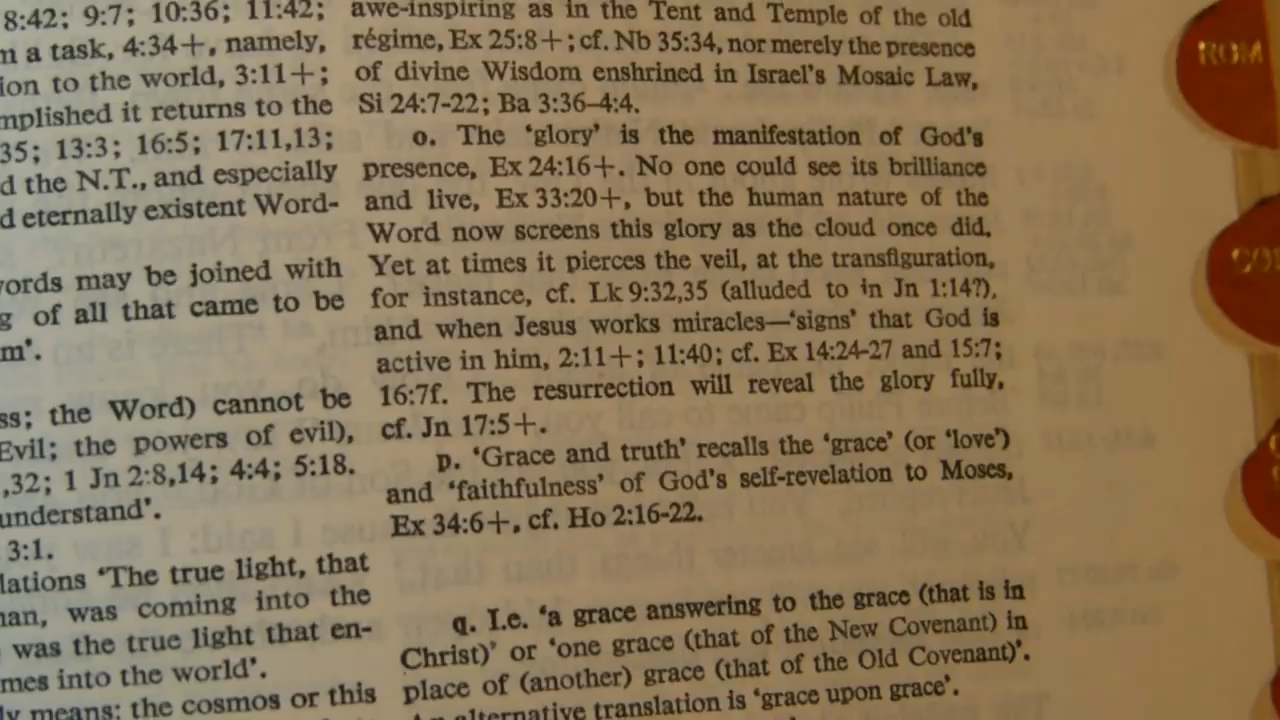 8:42; 9:7; 10:36; 11:42;
a task, 4:34+, namely,
to the world, 3:11+;
it returns to the
35; 13:3; 16:5; 17:11,13;
the N.T., and especially
eternally existent Word-
may be joined with
of all that came to be
the Word) cannot be
Evil; the powers of evil),
,32; 1 Jn 2:8,14; 4:4; 5:18.
understand’.
3:1.
‘The true light, that
was coming into the
was the true light that en-
into the world’.
means: the cosmos or this
awe-inspiring as in the Tent and Temple of the old
régime, Ex 25:8+; cf. Nb 35:34, nor merely the presence
of divine Wisdom enshrined in Israel’s Mosaic Law,
Si 24:7-22; Ba 3:36–4:4.
o. The ‘glory’ is the manifestation of God’s
presence, Ex 24:16+. No one could see its brilliance
and live, Ex 33:20+, but the human nature of the
Word now screens this glory as the cloud once did.
Yet at times it pierces the veil, at the transfiguration,
for instance, cf. Lk 9:32,35 (alluded to in Jn 1:14?),
and when Jesus works miracles—‘signs’ that God is
active in him, 2:11+; 11:40; cf. Ex 14:24-27 and 15:7;
16:7f. The resurrection will reveal the glory fully,
cf. Jn 17:5+.
p. ‘Grace and truth’ recalls the ‘grace’ (or ‘love’)
and ‘faithfulness’ of God’s self-revelation to Moses,
Ex 34:6+, cf. Ho 2:16-22.
q. I.e. ‘a grace answering to the grace (that is in
Christ)’ or ‘one grace (that of the New Covenant) in
place of (another) grace (that of the Old Covenant)’.
alternative translation is ‘grace upon grace’.
ROM